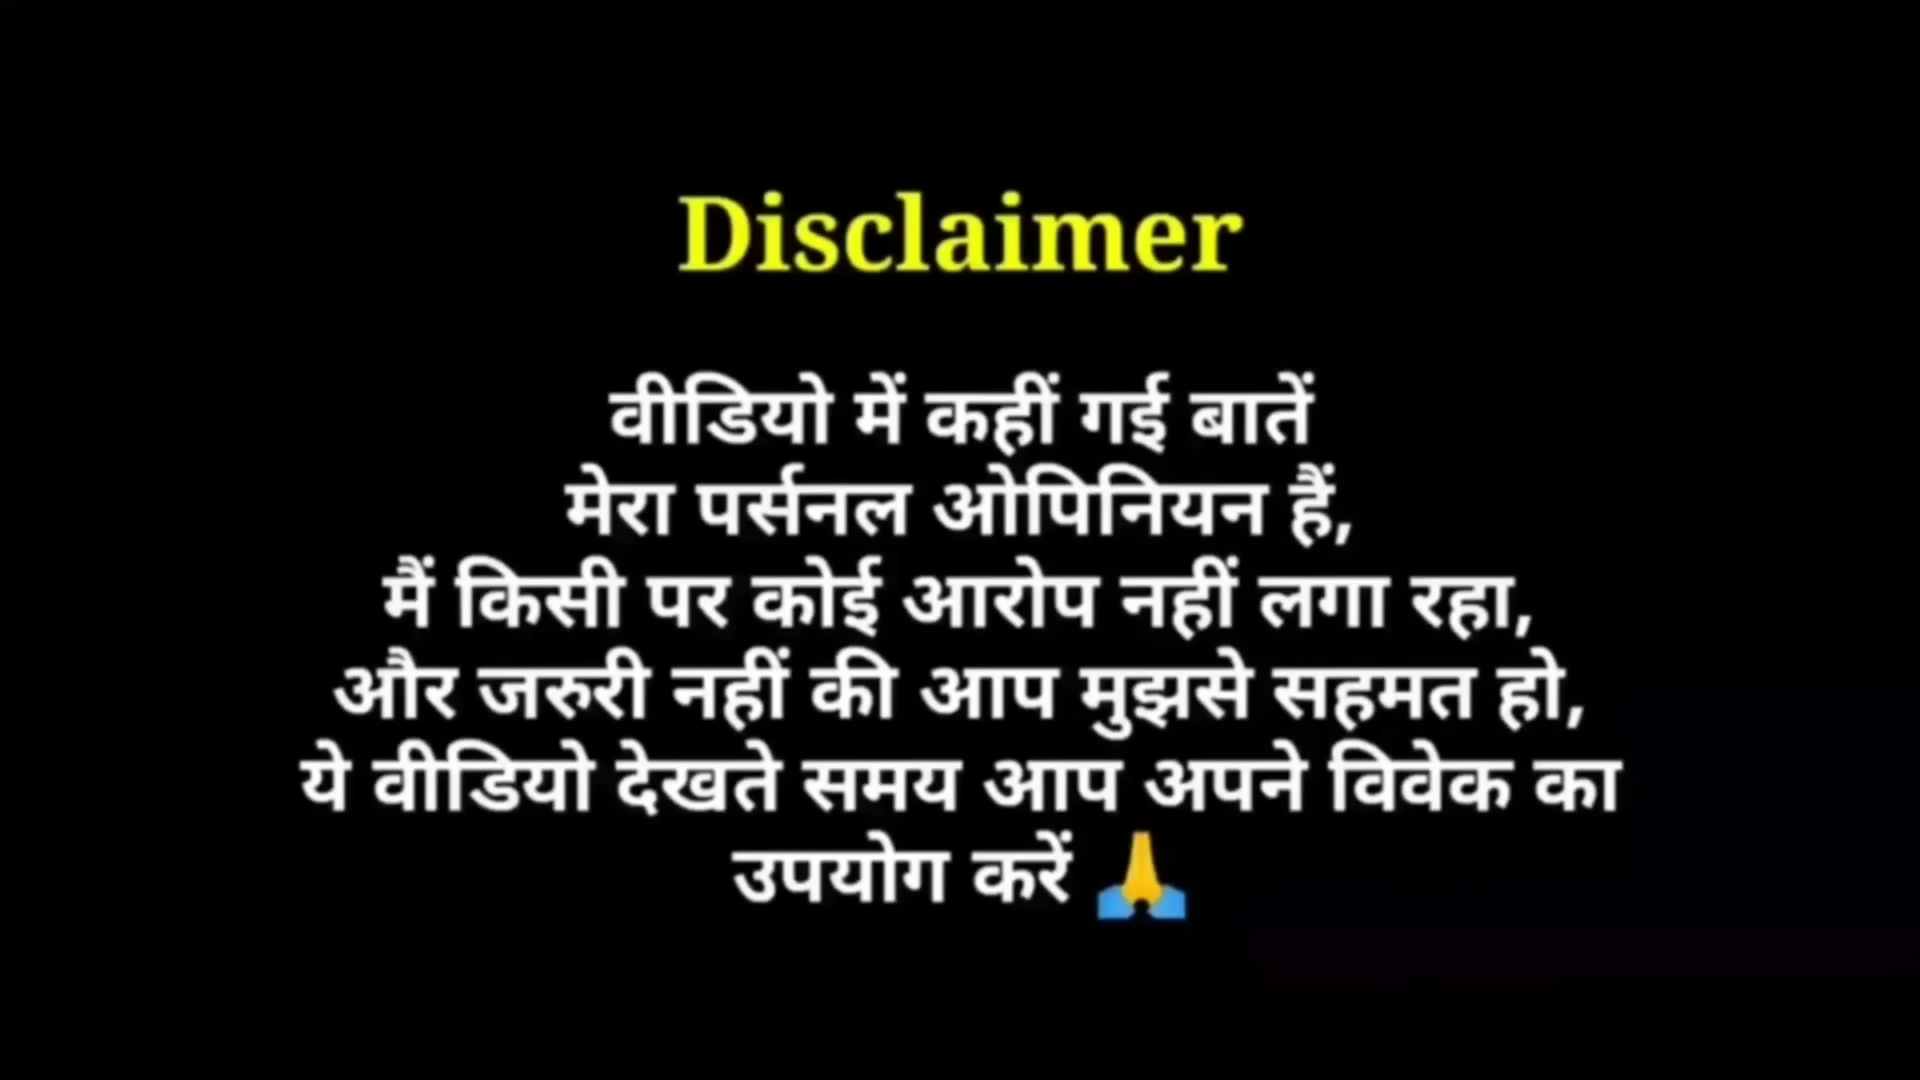 Disclaimer
वीडियो में कहीं गई बातें
मेरा पर्सनल ओपिनियन हैं,
मैं किसी पर कोई आरोप नहीं लगा रहा,
और जरुरी नहीं की आप मुझसे सहमत हो,
ये वीडियो देखते समय आप अपने विवेक का
उपयोग करें 🙏